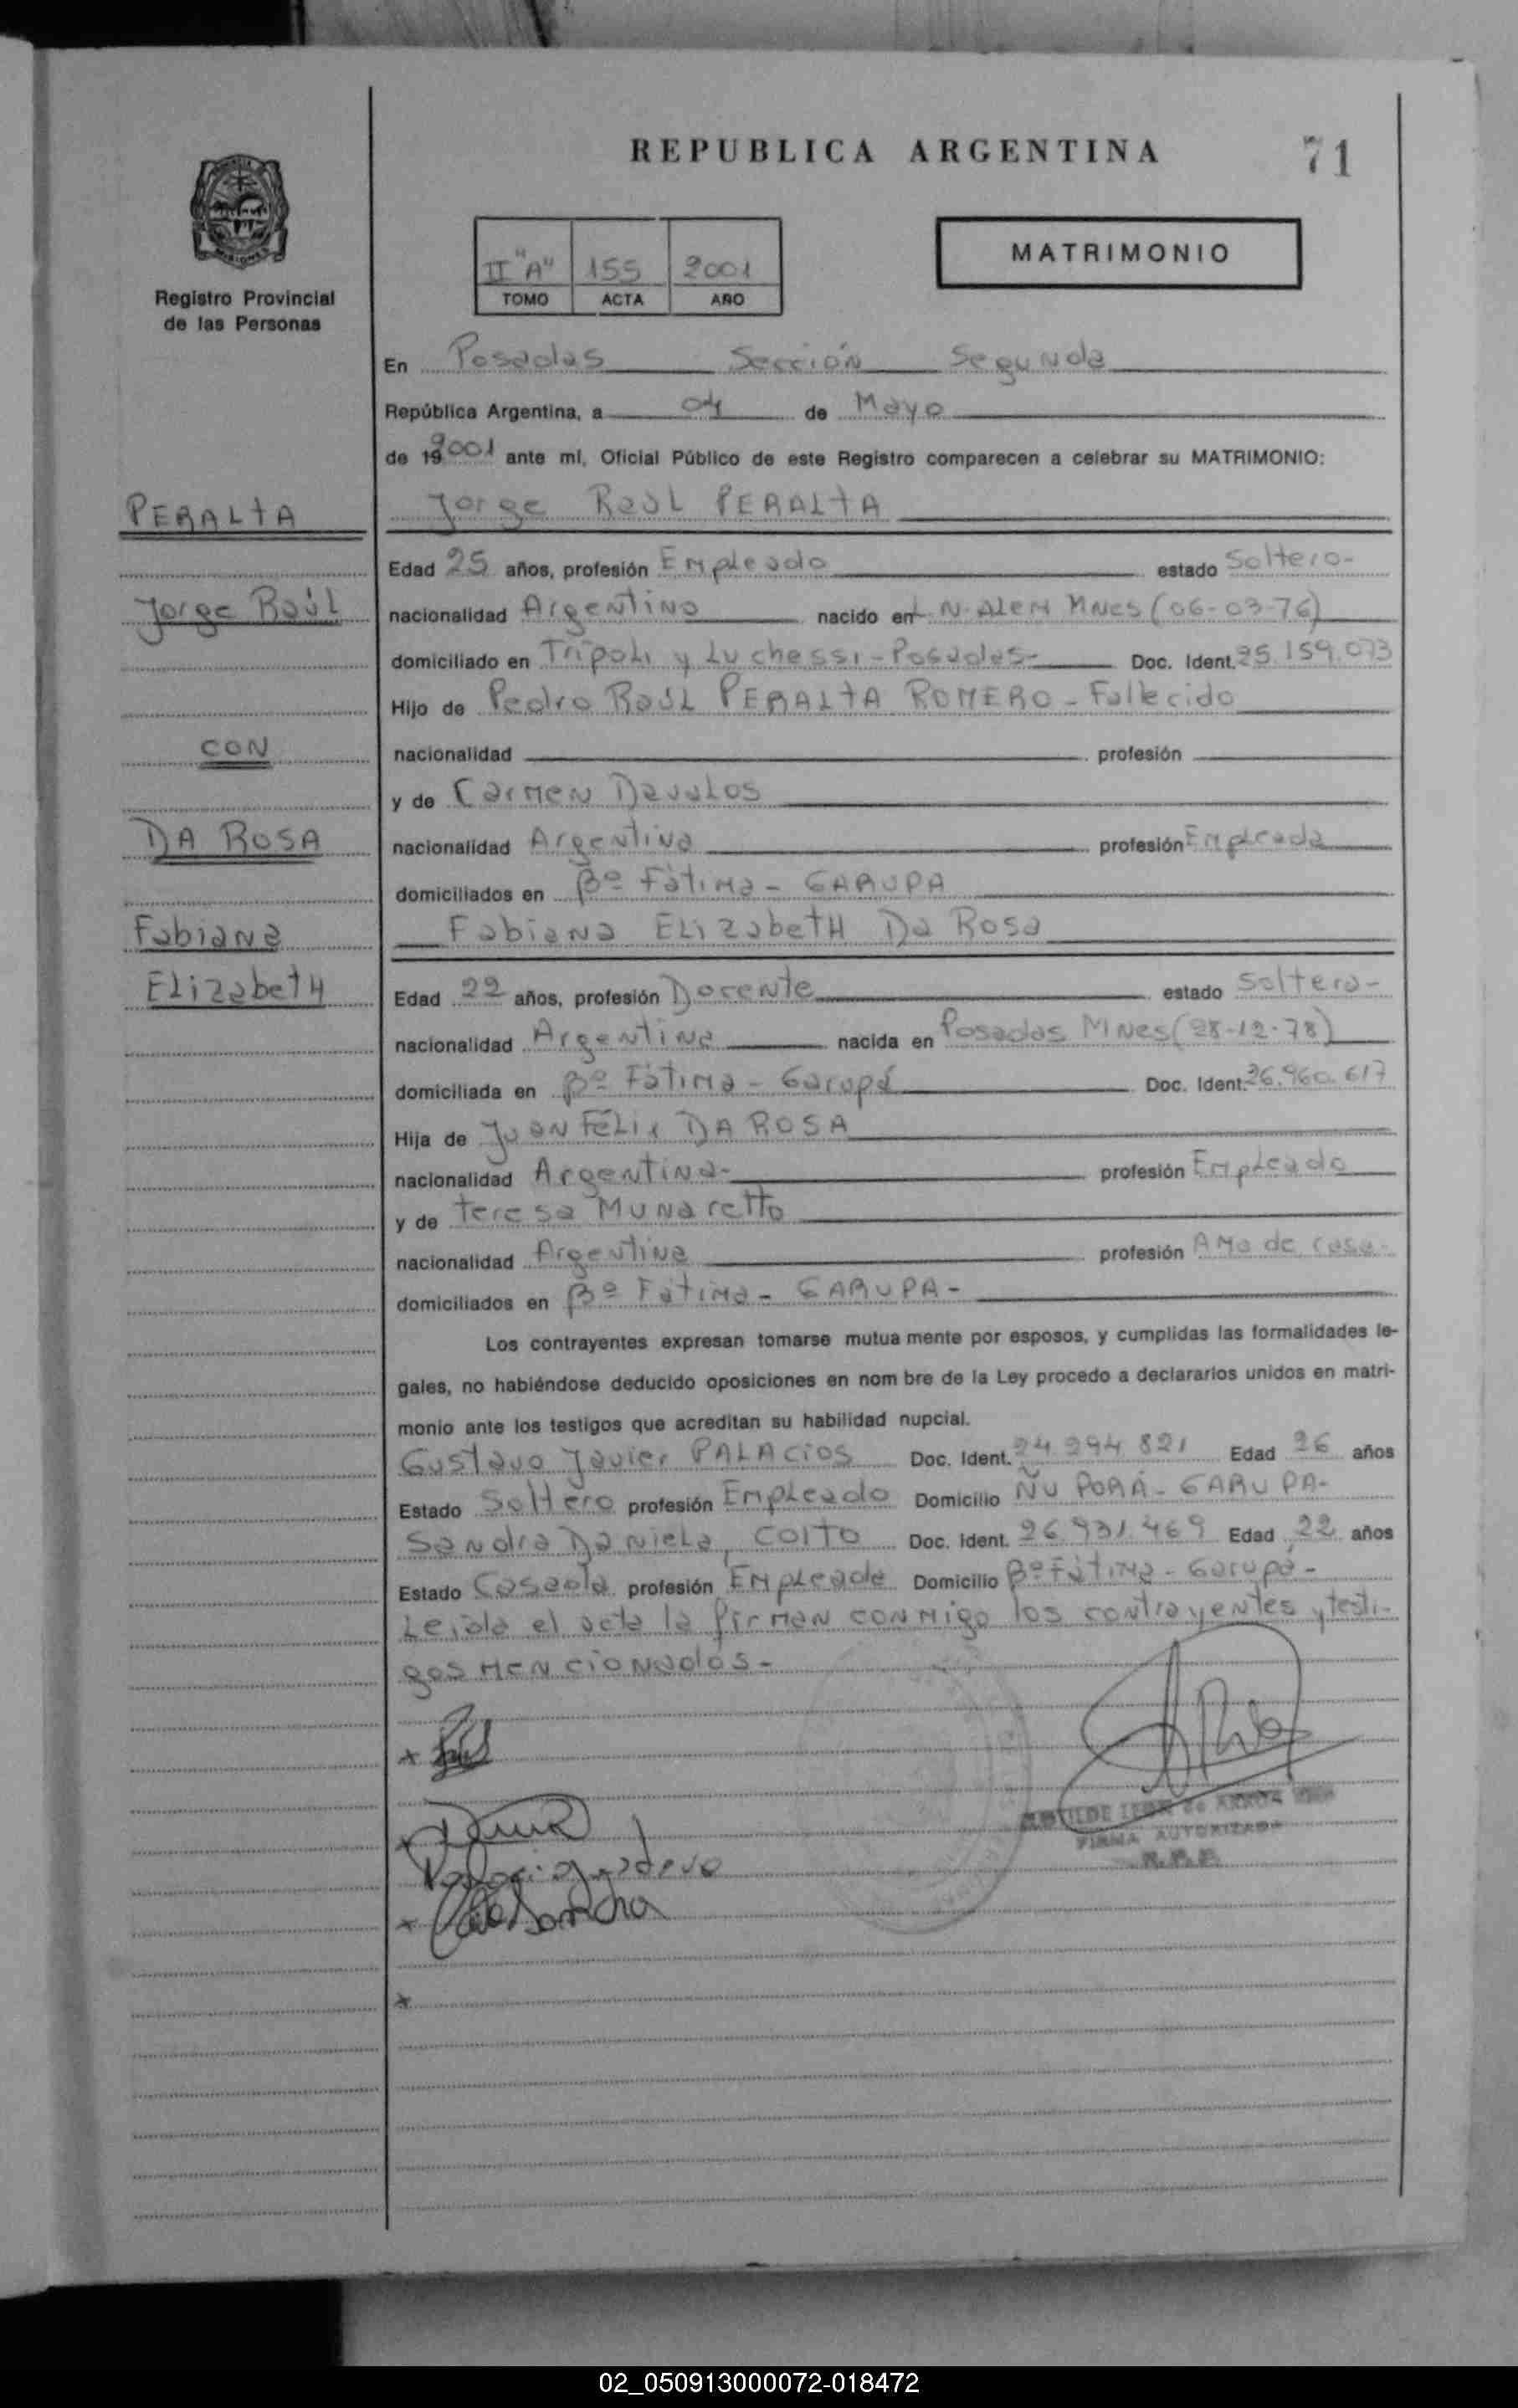 REPUBLICA ARGENTINA
71
MATRIMONIO
II "A" 155 2001
TOMO ACTA AÑO
Registro Provincial
de las Personas
En Posadas Sección Segunda
República Argentina, a 04 de Mayo
de 192001 ante mí, Oficial Público de este Registro comparecen a celebrar su MATRIMONIO:
PERALTA
Jorge Raúl PERALTA
Edad 25 años, profesión Empleado estado Soltero-
Jorge Raúl
nacionalidad Argentino nacido en L.N. Alem Mnes (06-03-76)
domiciliado en Trípoli y Luchessi - Posadas- Doc. Ident. 25.159.073
Hijo de Pedro Raúl PERALTA ROMERO - Fallecido
CON
nacionalidad profesión
y de Carmen Davalos
DA ROSA
nacionalidad Argentina profesión Empleada
domiciliados en Bº Fátima - GARUPA
Fabiana
Fabiana Elizabeth Da Rosa
Elizabeth
Edad 22 años, profesión Docente estado Soltera-
nacionalidad Argentina nacida en Posadas Mnes (28-12-78)
domiciliada en Bº Fátima - Garupá Doc. Ident. 26.960.617
Hija de Juan Félix DA ROSA
nacionalidad Argentina- profesión Empleado
y de Teresa Munaretto
nacionalidad Argentina profesión Ama de casa-
domiciliados en Bº Fatima - GARUPA-
Los contrayentes expresan tomarse mutua mente por esposos, y cumplidas las formalidades le-
gales, no habiéndose deducido oposiciones en nom bre de la Ley procedo a declararlos unidos en matri-
monio ante los testigos que acreditan su habilidad nupcial.
Gustavo Javier PALACIOS Doc. Ident. 24.294.821 Edad 26 años
Estado Soltero profesión Empleado Domicilio ÑU PORÁ - GARUPA-
Sandra Daniela, COITO Doc. Ident. 26.931.469 Edad 22 años
Estado Casada profesión Empleada Domicilio Bº Fátima - Garupá-
Leida el acta la firman conmigo los contrayentes y testi-
gos mencionados-
FIRMA AUTORIZADA
R.P.P.
02_050913000072-018472